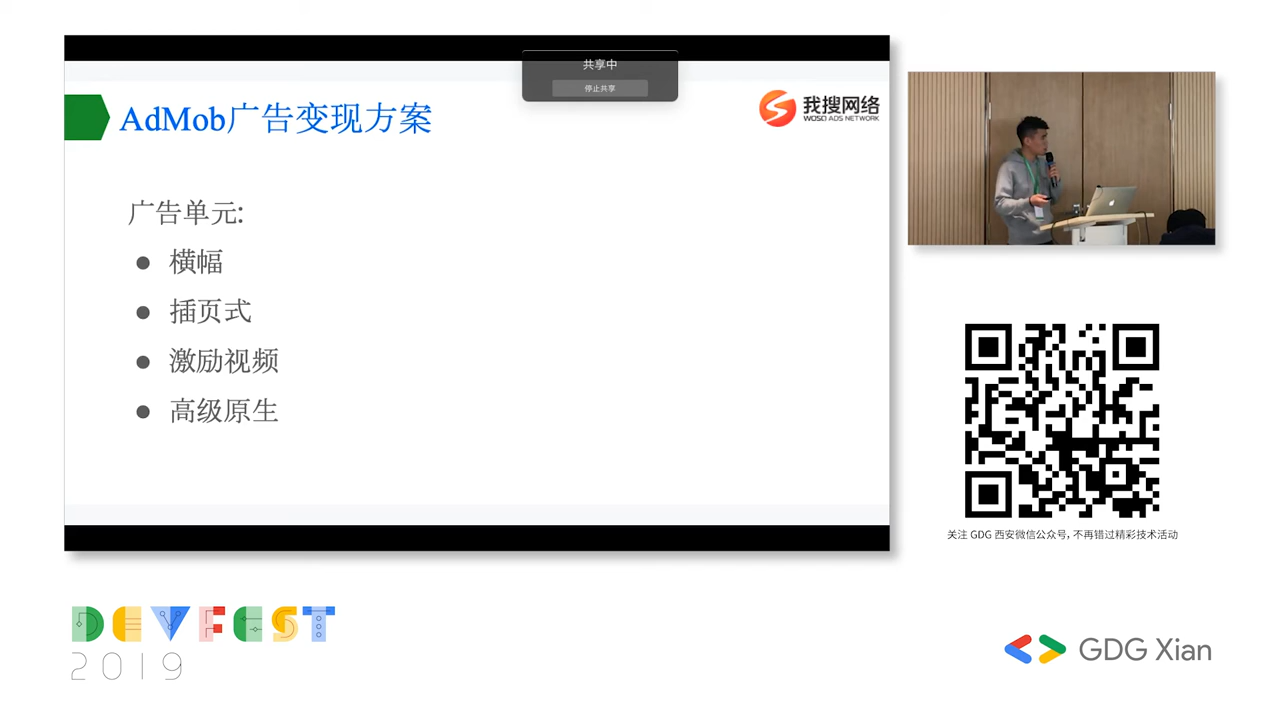 共享中
停止共享
AdMob广告变现方案
我搜网络
WOSO ADS NETWORK
广告单元:
● 横幅
● 插页式
● 激励视频
● 高级原生
关注 GDG 西安微信公众号, 不再错过精彩技术活动
DEVFEST
2019
GDG Xian